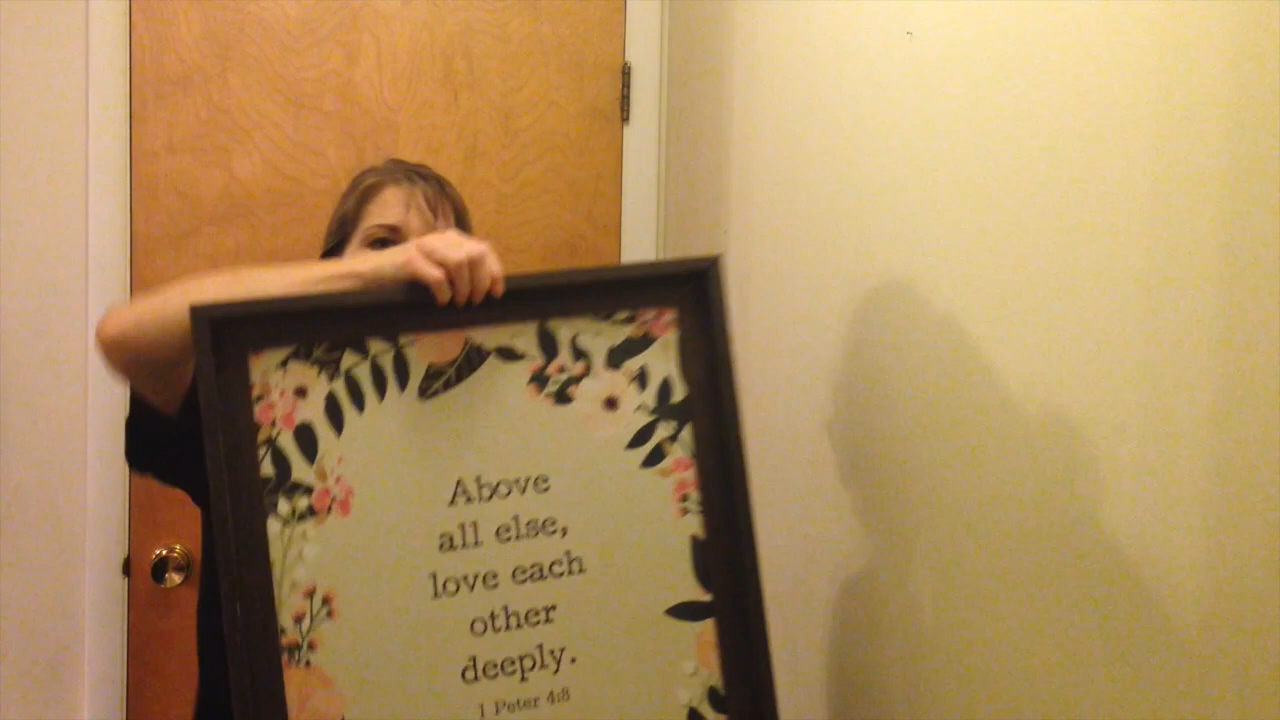 Above
all else,
love each
other
deeply.
1 Peter 4:8